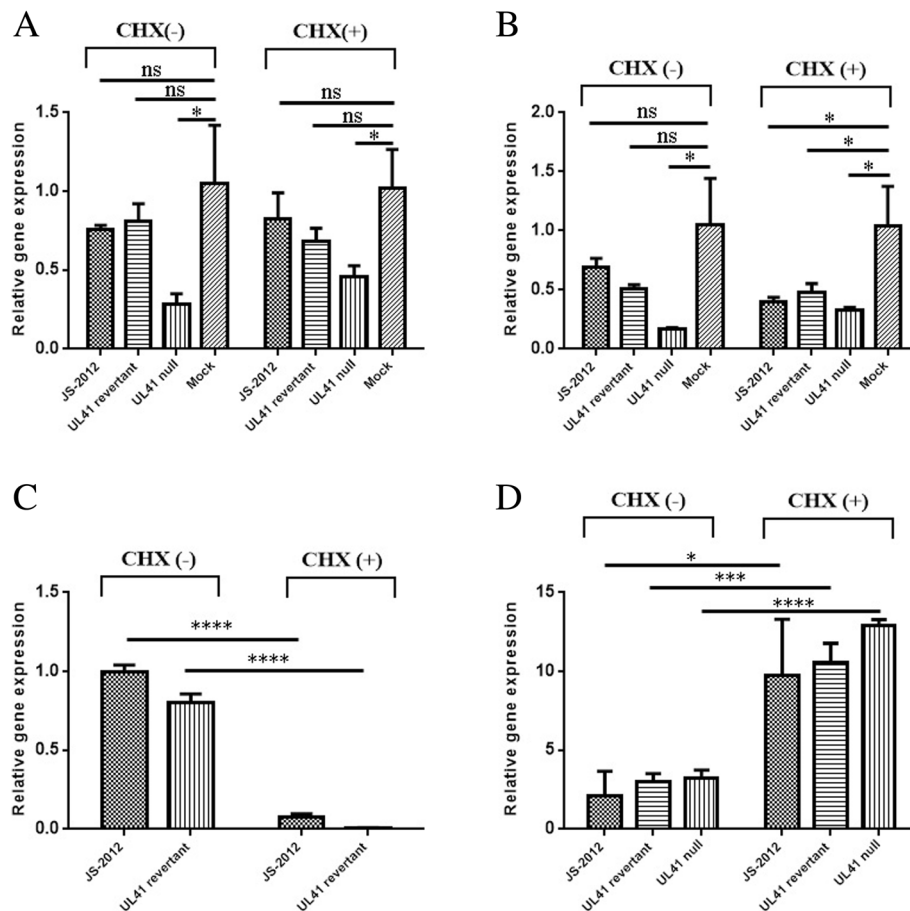 A
CHX(-)
CHX(+)
ns
ns
ns
ns
*
*
Relative gene expression
1.5
1.0
0.5
0.0
JS-2012
UL41 revertant
UL41 null
Mock
JS-2012
UL41 revertant
UL41 null
Mock
B
CHX (-)
CHX (+)
ns
*
ns
*
*
*
Relative gene expression
2.0
1.5
1.0
0.5
0.0
JS-2012
UL41 revertant
UL41 null
Mock
JS-2012
UL41 revertant
UL41 null
Mock
C
CHX (-)
CHX (+)
****
****
Relative gene expression
1.5
1.0
0.5
0.0
JS-2012
UL41 revertant
JS-2012
UL41 revertant
D
CHX (-)
CHX (+)
*
***
****
Relative gene expression
15
10
5
0
JS-2012
UL41 revertant
UL41 null
JS-2012
UL41 revertant
UL41 null